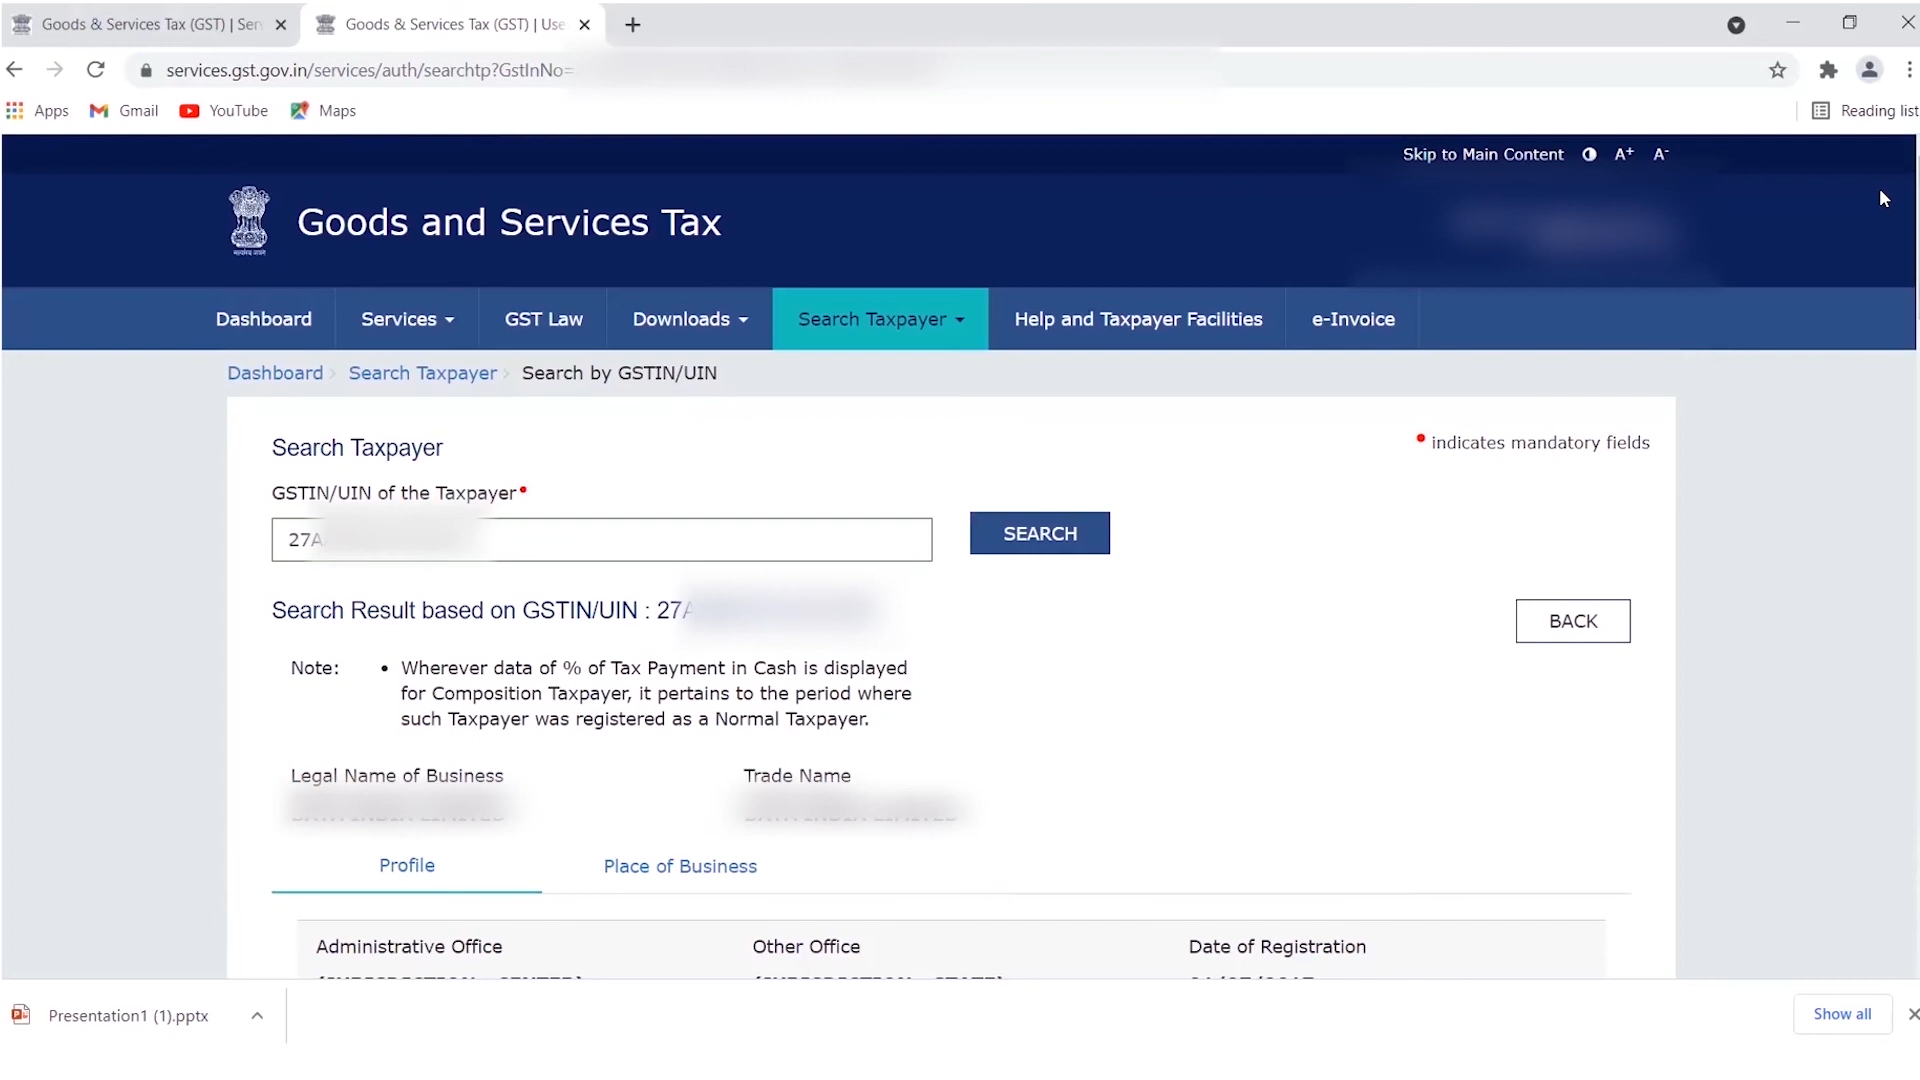 Goods & Services Tax (GST) | Ser
Goods & Services Tax (GST) | Use
services.gst.gov.in/services/auth/searchtp?GstInNo=
Apps
Gmail
YouTube
Maps
Reading list
Skip to Main Content
A+
A-
सत्यमेव जयते
Goods and Services Tax
Dashboard
Services
GST Law
Downloads
Search Taxpayer
Help and Taxpayer Facilities
e-Invoice
Dashboard
Search Taxpayer
Search by GSTIN/UIN
Search Taxpayer
• indicates mandatory fields
GSTIN/UIN of the Taxpayer•
27A
SEARCH
Search Result based on GSTIN/UIN : 27A
BACK
Note:
• Wherever data of % of Tax Payment in Cash is displayed
for Composition Taxpayer, it pertains to the period where
such Taxpayer was registered as a Normal Taxpayer.
Legal Name of Business
Trade Name
Profile
Place of Business
Administrative Office
Other Office
Date of Registration
Presentation1 (1).pptx
Show all